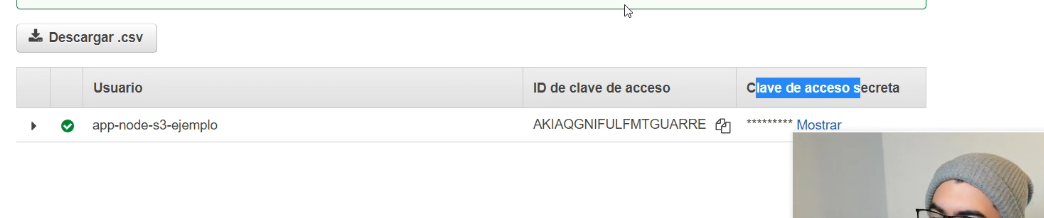 Descargar .csv
Usuario ID de clave de acceso Clave de acceso secreta
app-node-s3-ejemplo AKIAQGNIFULFMTGUARRE ********* Mostrar